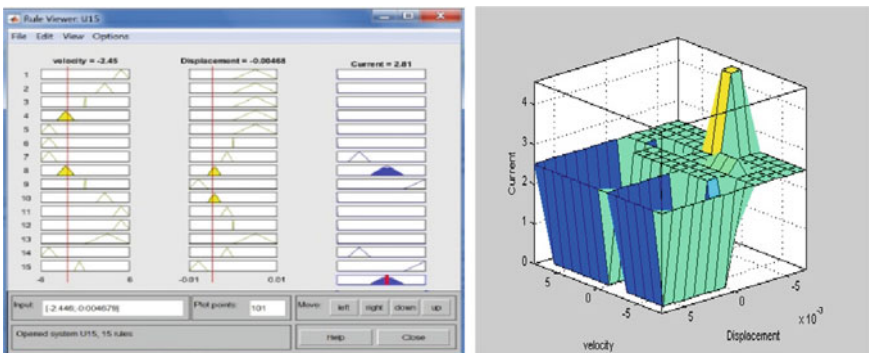 Rule Viewer: U15
File Edit View Options
velocity = -2.45
Displacement = -0.00468
Current = 2.81
1
2
3
4
5
6
7
8
9
10
11
12
13
14
15
-6
6
-0.01
0.01
Input:
[-2.446;-0.004679]
Plot points:
101
Move:
left
right
down
up
Opened system U15, 15 rules
Help
Close
4
3
2
1
0
Current
5
0
-5
velocity
5
0
-5
x 10⁻³
Displacement